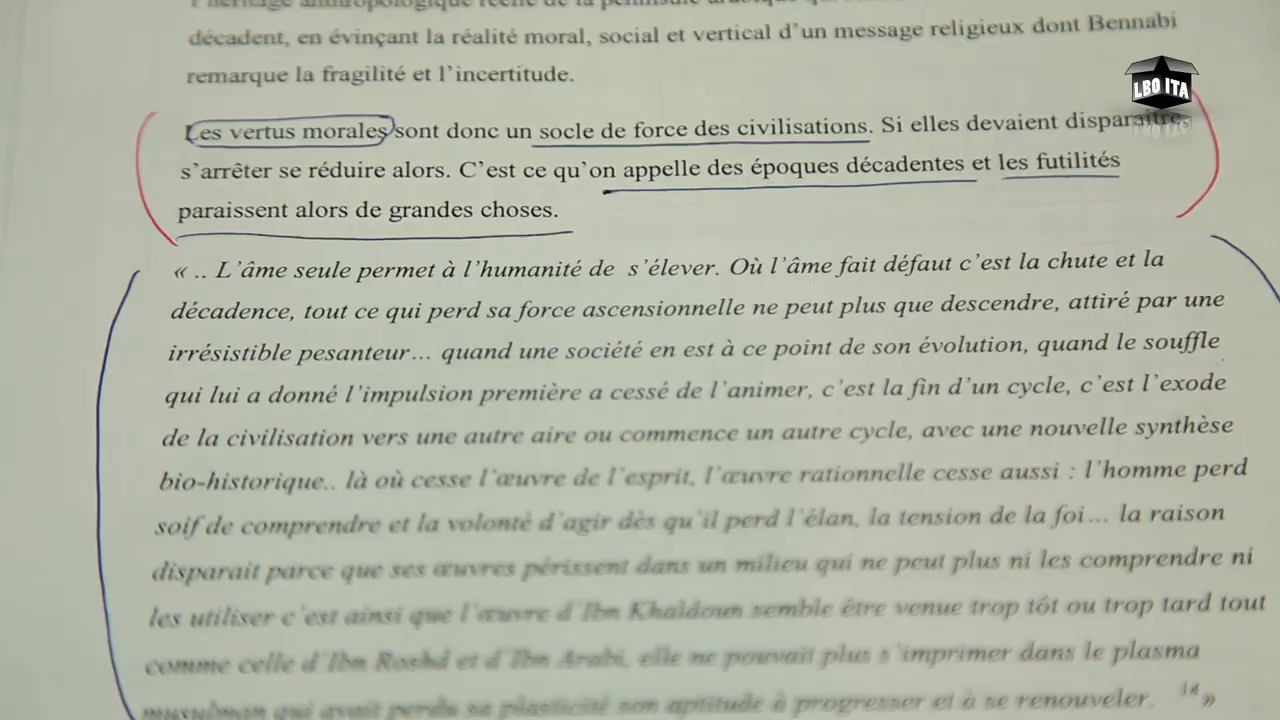 l'héritage anthropologique réelle de la péninsule arabique qui
décadent, en évinçant la réalité moral, social et vertical d'un message religieux dont Bennabi
remarque la fragilité et l'incertitude.
LBO ITA
Les vertus morales sont donc un socle de force des civilisations. Si elles devaient disparaitre,
s'arrêter se réduire alors. C'est ce qu'on appelle des époques décadentes et les futilités
paraissent alors de grandes choses.
« .. L'âme seule permet à l'humanité de s'élever. Où l'âme fait défaut c'est la chute et la
décadence, tout ce qui perd sa force ascensionnelle ne peut plus que descendre, attiré par une
irrésistible pesanteur... quand une société en est à ce point de son évolution, quand le souffle
qui lui a donné l'impulsion première a cessé de l'animer, c'est la fin d'un cycle, c'est l'exode
de la civilisation vers une autre aire ou commence un autre cycle, avec une nouvelle synthèse
bio-historique.. là où cesse l'œuvre de l'esprit, l'œuvre rationnelle cesse aussi : l'homme perd
soif de comprendre et la volonté d'agir dès qu'il perd l'élan, la tension de la foi... la raison
disparait parce que ses œuvres périssent dans un milieu qui ne peut plus ni les comprendre ni
les utiliser c'est ainsi que l'œuvre d'Ibn Khaldoun semble être venue trop tôt ou trop tard tout
comme celle d'Ibn Roshd et d'Ibn Arabi, elle ne pouvait plus s'imprimer dans le plasma
musulman qui avait perdu sa plasticité son aptitude à progresser et à se renouveler. 14 »